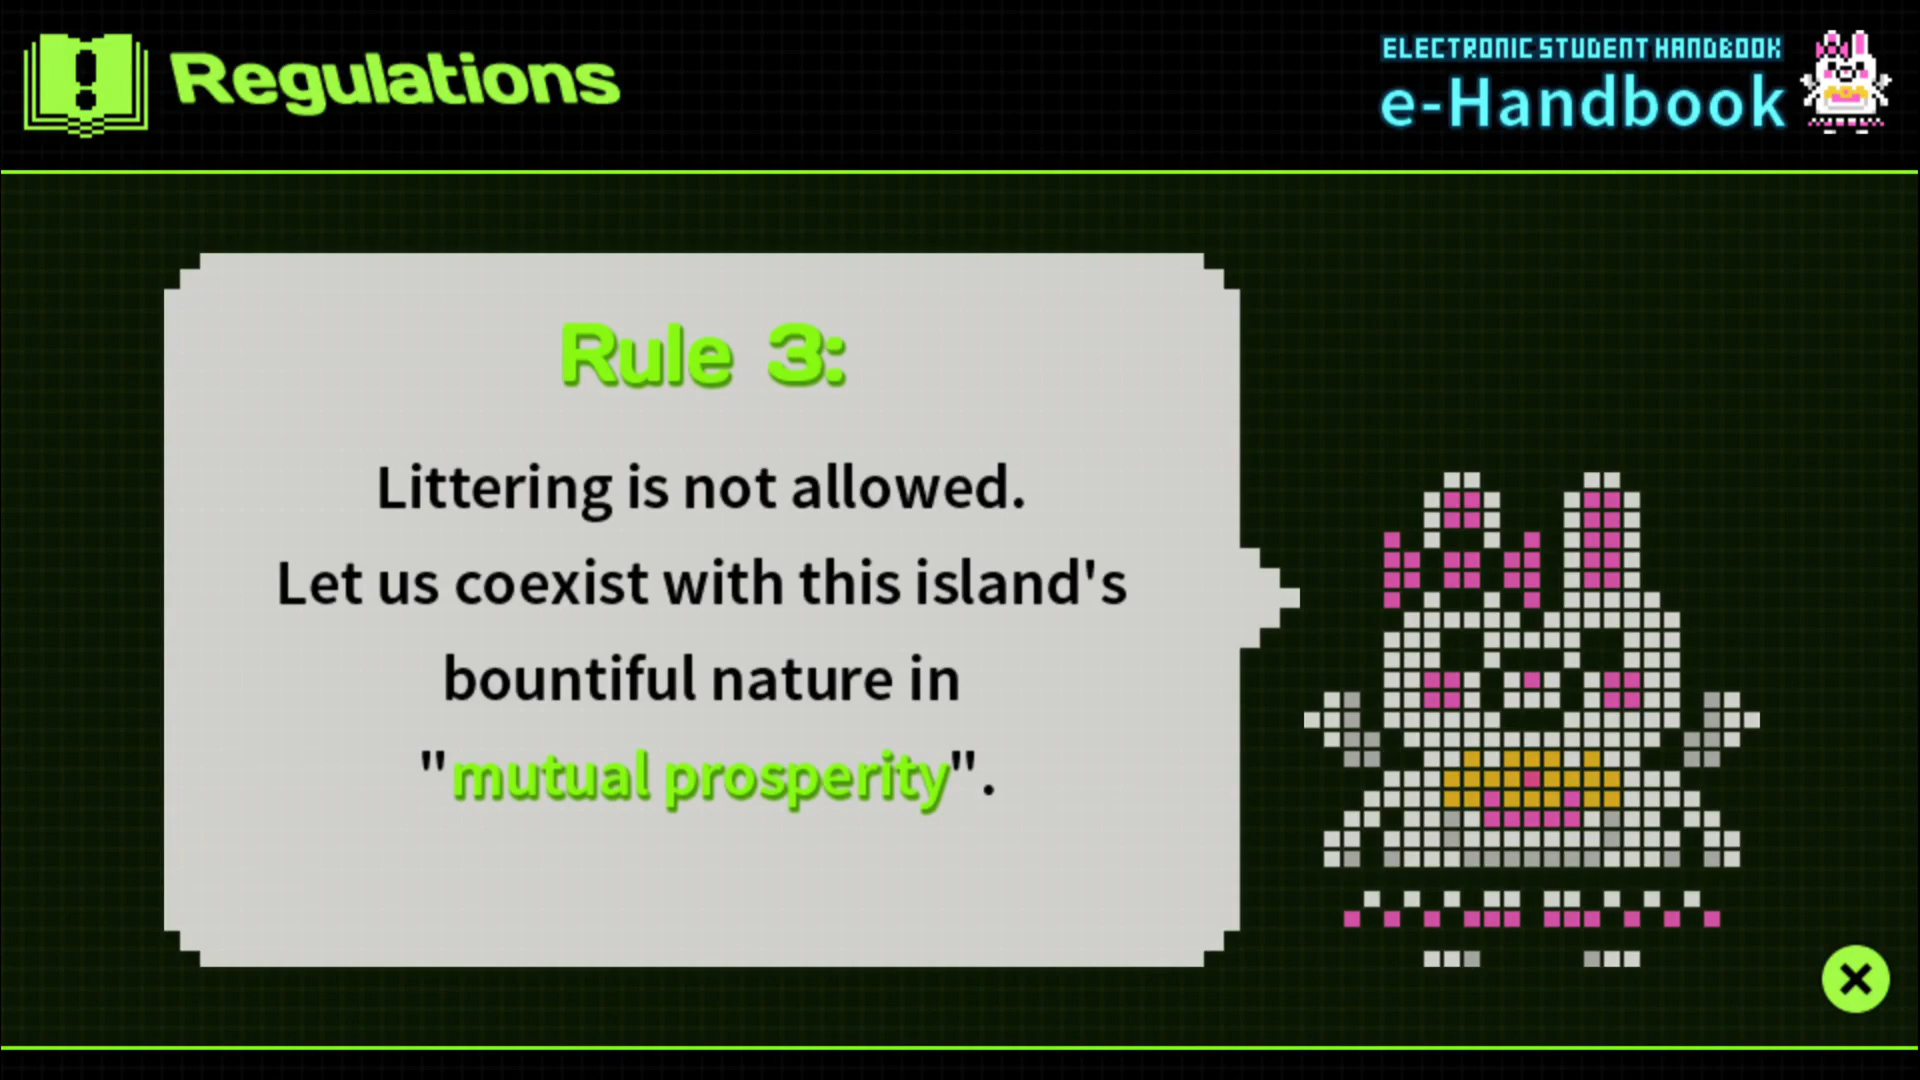 Regulations
ELECTRONIC STUDENT HANDBOOK
e-Handbook
Rule 3:
Littering is not allowed.
Let us coexist with this island's
bountiful nature in
"mutual prosperity".